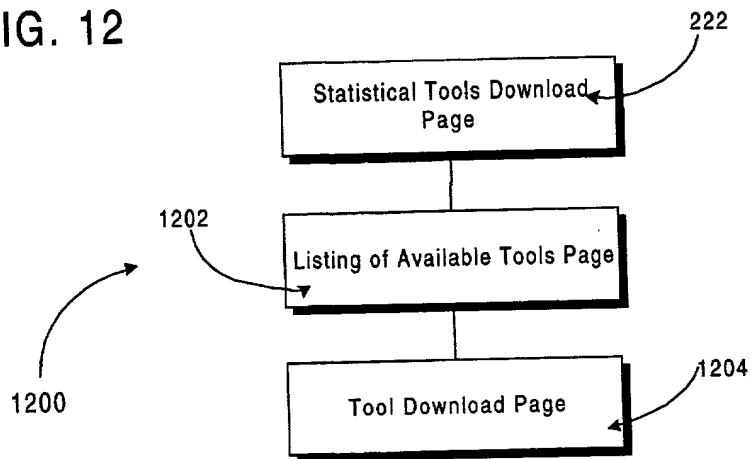 IG. 12
222
Statistical Tools Download
Page
1202
Listing of Available Tools Page
1200
1204
Tool Download Page